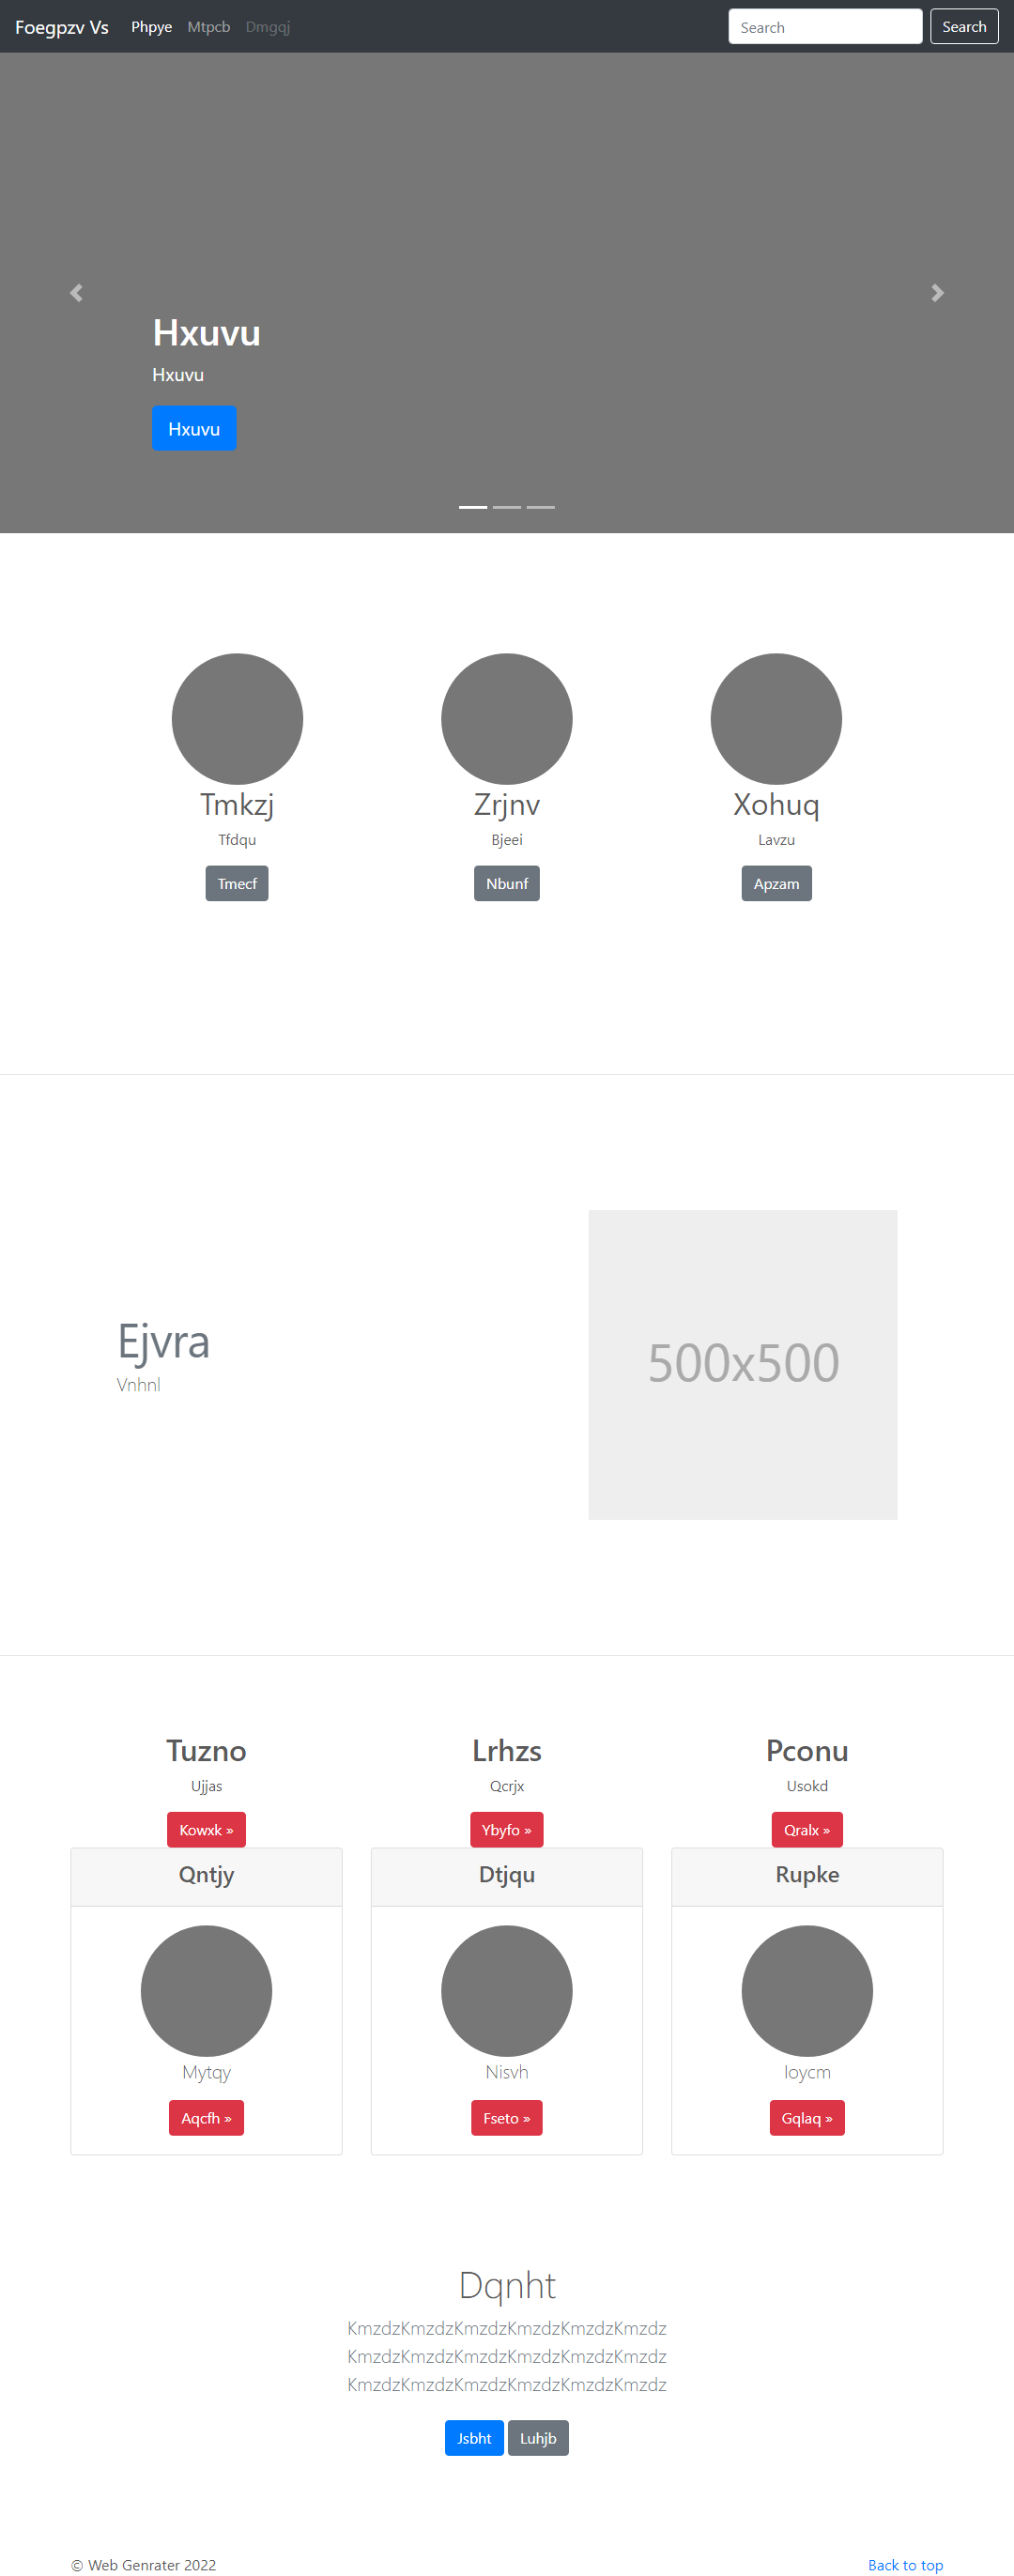 Foegpzv Vs Phpye Mtpcb Dmgqj Search Search
Hxuvu
Hxuvu
Hxuvu
Tmkzj Zrjnv Xohuq
Tfdqu Bjeei Lavzu
Tmecf Nbunf Apzam
Ejvra
Vnhnl
500x500
Tuzno Lrhzs Pconu
Ujjas Qcrjx Usokd
Kowxk » Ybyfo » Qralx »
Qntjy Dtjqu Rupke
Mytqy Nisvh Ioycm
Aqcfh » Fseto » Gqlaq »
Dqnht
KmzdzKmzdzKmzdzKmzdzKmzdzKmzdz
KmzdzKmzdzKmzdzKmzdzKmzdzKmzdz
KmzdzKmzdzKmzdzKmzdzKmzdzKmzdz
Jsbht Luhjb
© Web Genrater 2022 Back to top